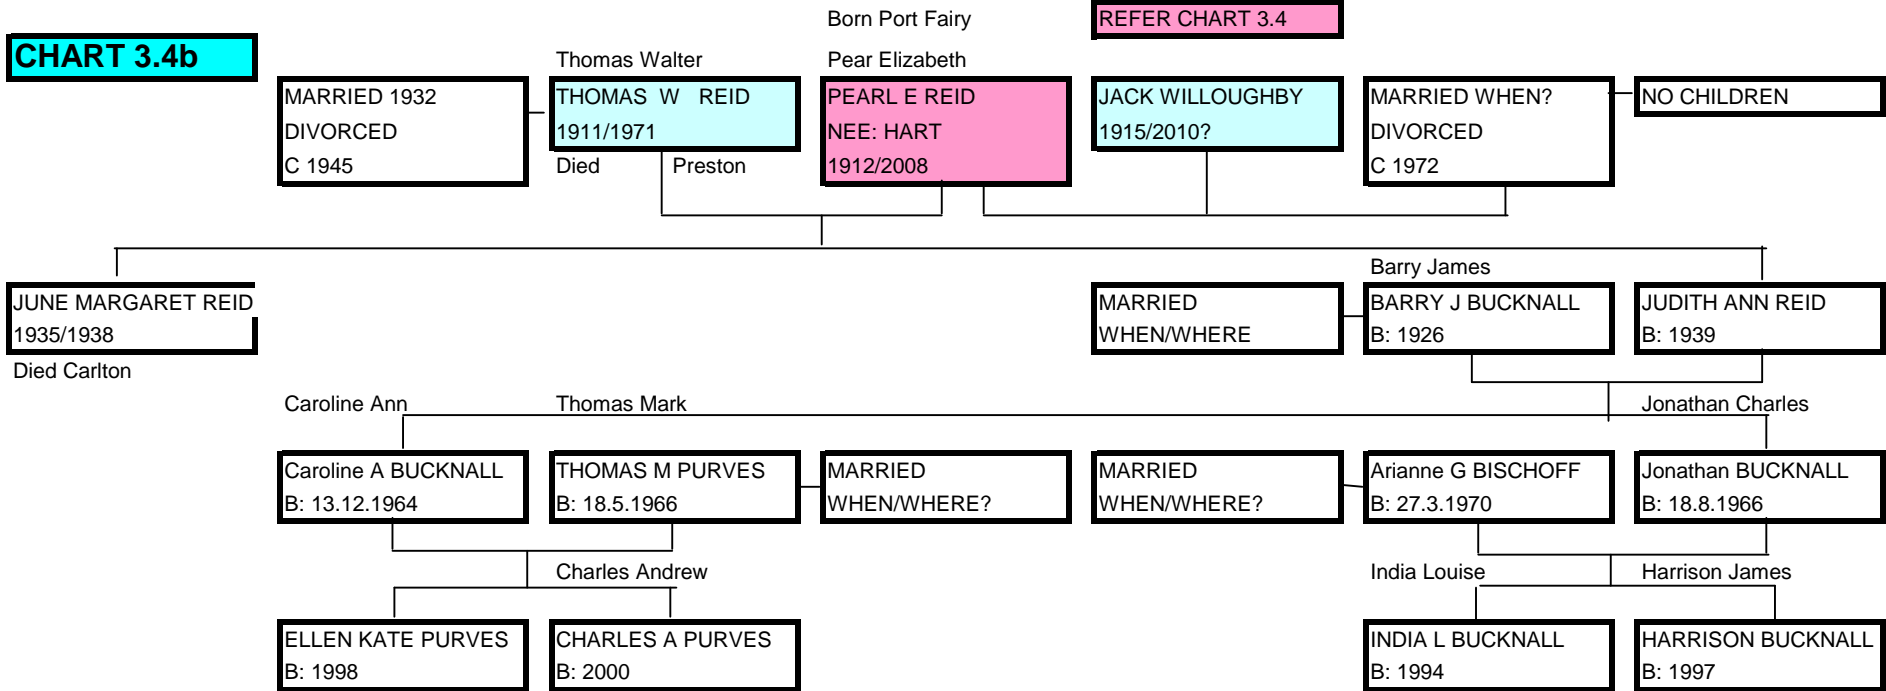 Born Port Fairy
REFER CHART 3.4
CHART 3.4b
Thomas Walter
Pear Elizabeth
MARRIED 1932
DIVORCED
C 1945
THOMAS W REID
1911/1971
Died Preston
PEARL E REID
NEE: HART
1912/2008
JACK WILLOUGHBY
1915/2010?
MARRIED WHEN?
DIVORCED
C 1972
NO CHILDREN
JUNE MARGARET REID
1935/1938
Died Carlton
MARRIED
WHEN/WHERE
Barry James
BARRY J BUCKNALL
B: 1926
JUDITH ANN REID
B: 1939
Caroline Ann
Thomas Mark
Jonathan Charles
Caroline A BUCKNALL
B: 13.12.1964
THOMAS M PURVES
B: 18.5.1966
MARRIED
WHEN/WHERE?
MARRIED
WHEN/WHERE?
Arianne G BISCHOFF
B: 27.3.1970
Jonathan BUCKNALL
B: 18.8.1966
Charles Andrew
India Louise
Harrison James
ELLEN KATE PURVES
B: 1998
CHARLES A PURVES
B: 2000
INDIA L BUCKNALL
B: 1994
HARRISON BUCKNALL
B: 1997